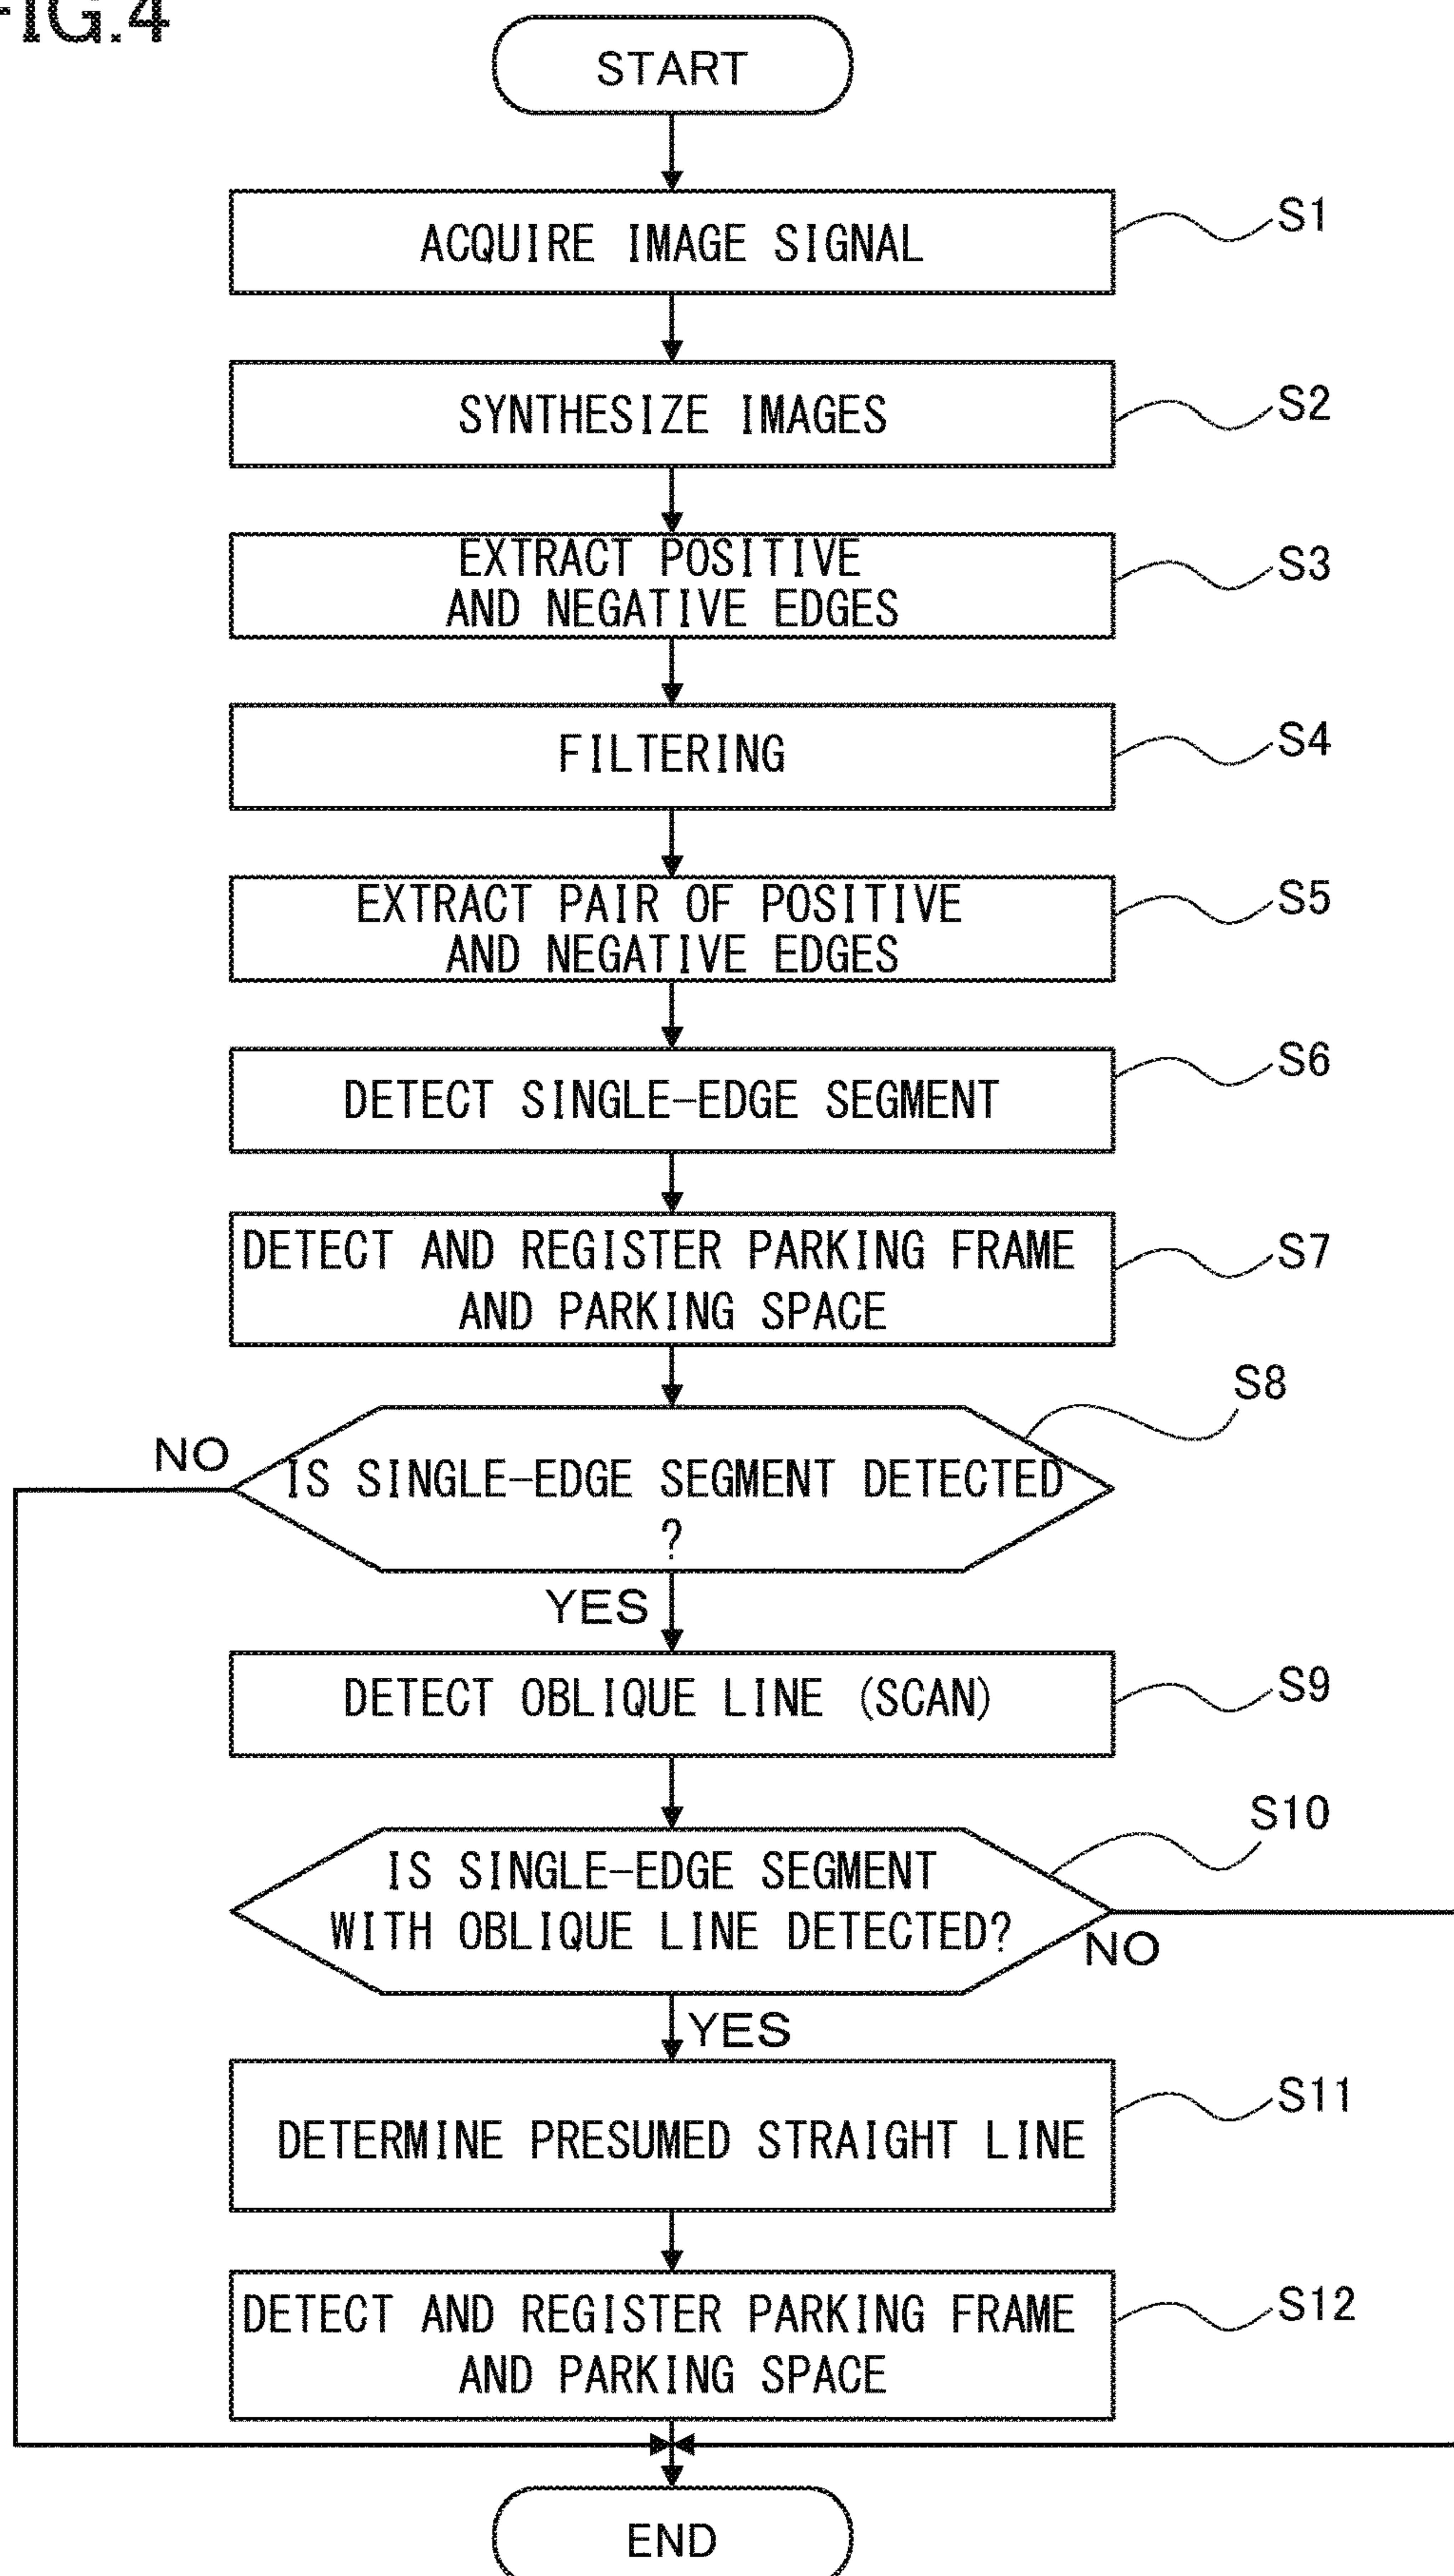 FIG.4
START
ACQUIRE IMAGE SIGNAL
S1
SYNTHESIZE IMAGES
S2
EXTRACT POSITIVE
AND NEGATIVE EDGES
S3
FILTERING
S4
EXTRACT PAIR OF POSITIVE
AND NEGATIVE EDGES
S5
DETECT SINGLE-EDGE SEGMENT
S6
DETECT AND REGISTER PARKING FRAME
AND PARKING SPACE
S7
S8
NO
IS SINGLE-EDGE SEGMENT DETECTED
?
YES
DETECT OBLIQUE LINE (SCAN)
S9
S10
IS SINGLE-EDGE SEGMENT
WITH OBLIQUE LINE DETECTED?
NO
YES
DETERMINE PRESUMED STRAIGHT LINE
S11
DETECT AND REGISTER PARKING FRAME
AND PARKING SPACE
S12
END